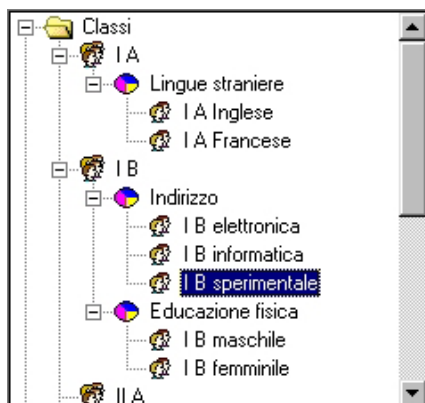 Classi
I A
Lingue straniere
I A Inglese
I A Francese
I B
Indirizzo
I B elettronica
I B informatica
I B sperimentale
Educazione fisica
I B maschile
I B femminile
II A